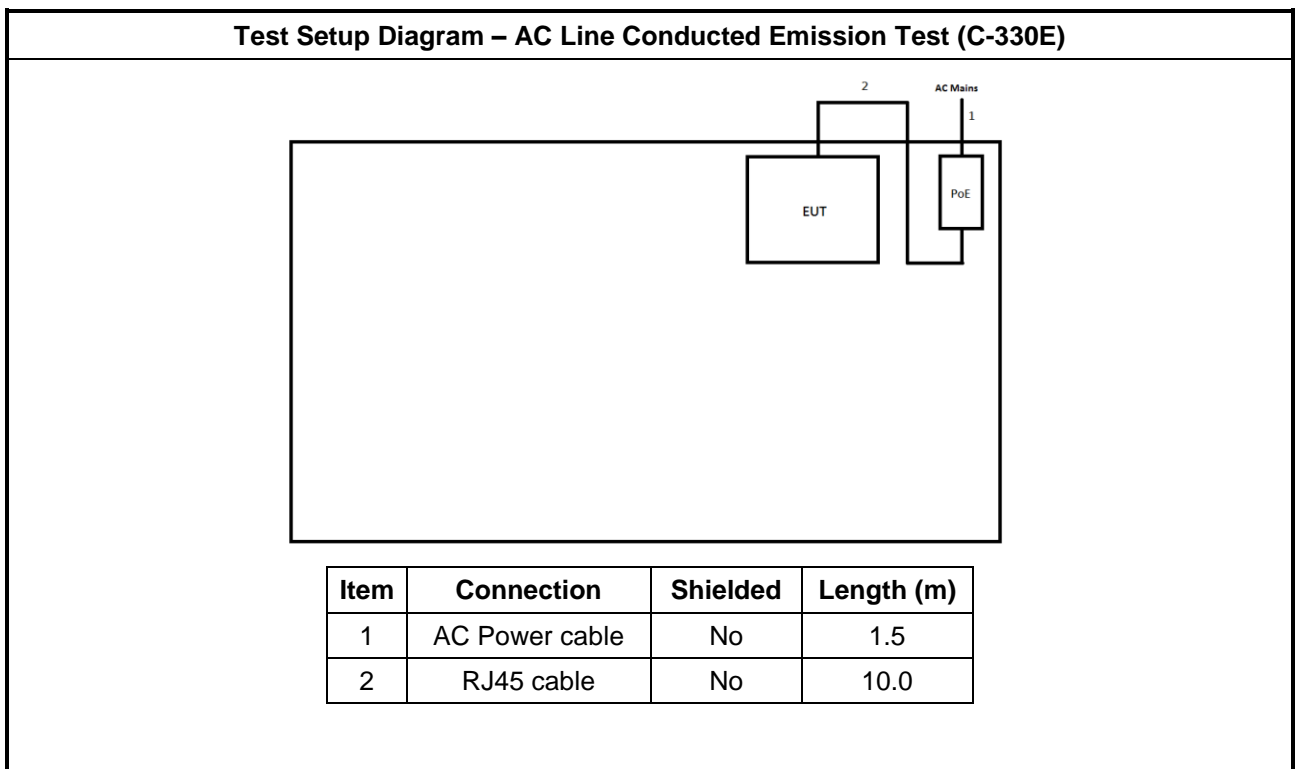 Test Setup Diagram – AC Line Conducted Emission Test (C-330E)
2
AC Mains
1
EUT
PoE
Item Connection Shielded Length (m)
1 AC Power cable No 1.5
2 RJ45 cable No 10.0